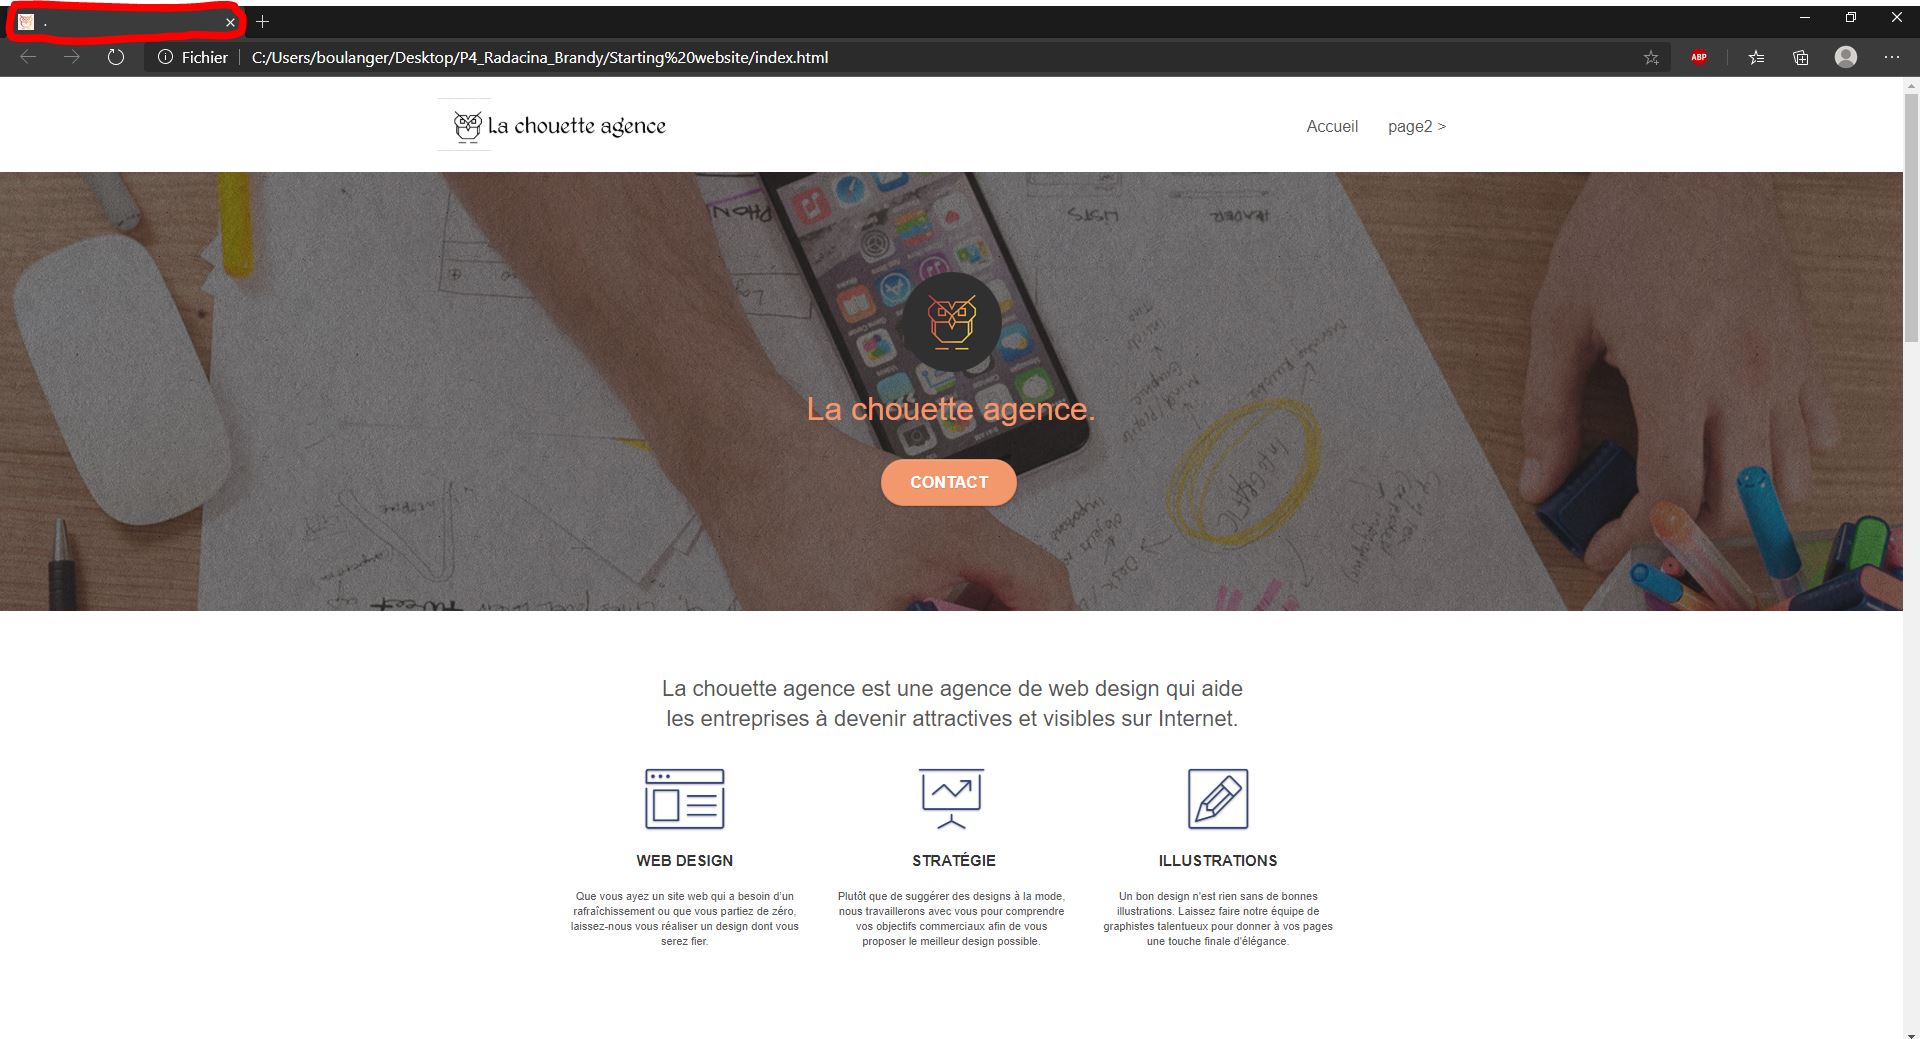 .
Fichier
C:/Users/boulanger/Desktop/P4_Radacina_Brandy/Starting%20website/index.html
ABP
La chouette agence
Accueil
page2 >
PHON
LISTS
HEADER
INFOGRAFIC
La chouette agence.
CONTACT
La chouette agence est une agence de web design qui aide
les entreprises à devenir attractives et visibles sur Internet.
WEB DESIGN
Que vous ayez un site web qui a besoin d'un
rafraîchissement ou que vous partiez de zéro,
laissez-nous vous réaliser un design dont vous
serez fier.
STRATÉGIE
Plutôt que de suggérer des designs à la mode,
nous travaillerons avec vous pour comprendre
vos objectifs commerciaux afin de vous
proposer le meilleur design possible.
ILLUSTRATIONS
Un bon design n'est rien sans de bonnes
illustrations. Laissez faire notre équipe de
graphistes talentueux pour donner à vos pages
une touche finale d'élégance.